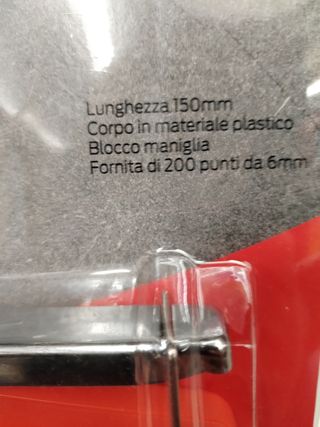 Lunghezza 150mm
Corpo in materiale plastico
Blocco maniglia
Fornita di 200 punti da 6mm